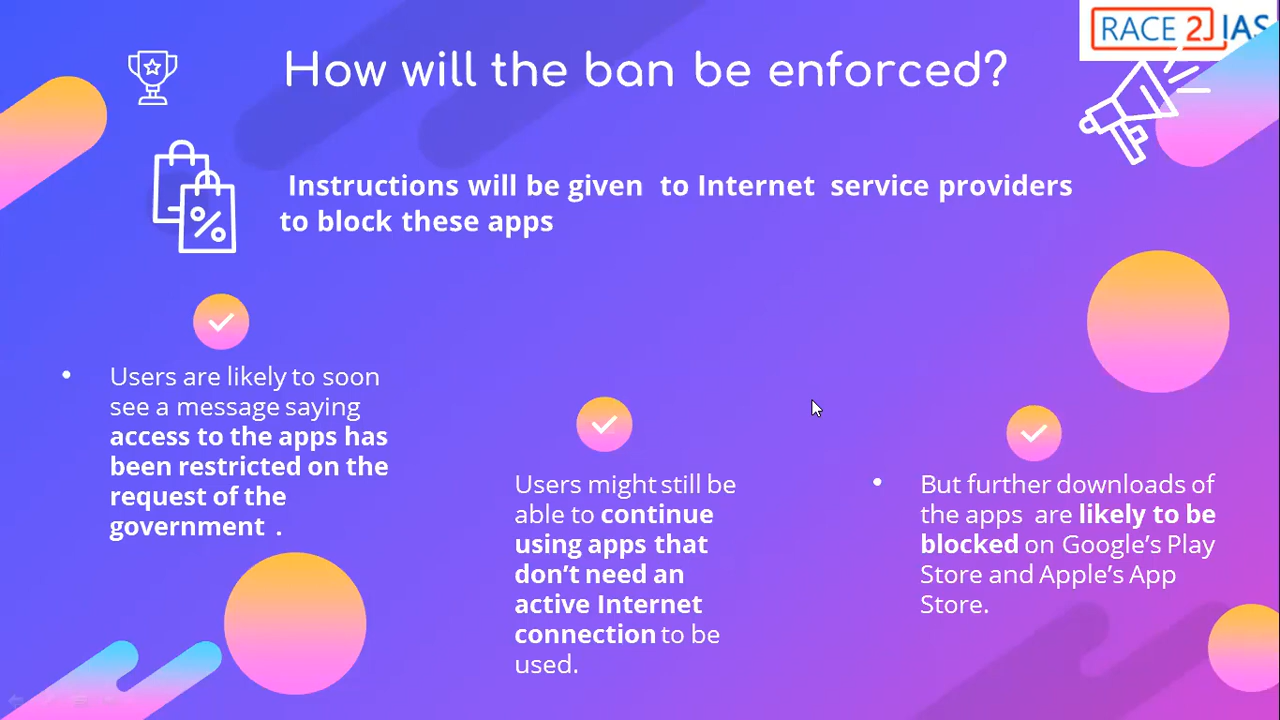 RACE 2 IAS
How will the ban be enforced?
Instructions will be given to Internet service providers
to block these apps
• Users are likely to soon
see a message saying
access to the apps has
been restricted on the
request of the
government .
Users might still be
able to continue
using apps that
don't need an
active Internet
connection to be
used.
• But further downloads of
the apps are likely to be
blocked on Google's Play
Store and Apple's App
Store.